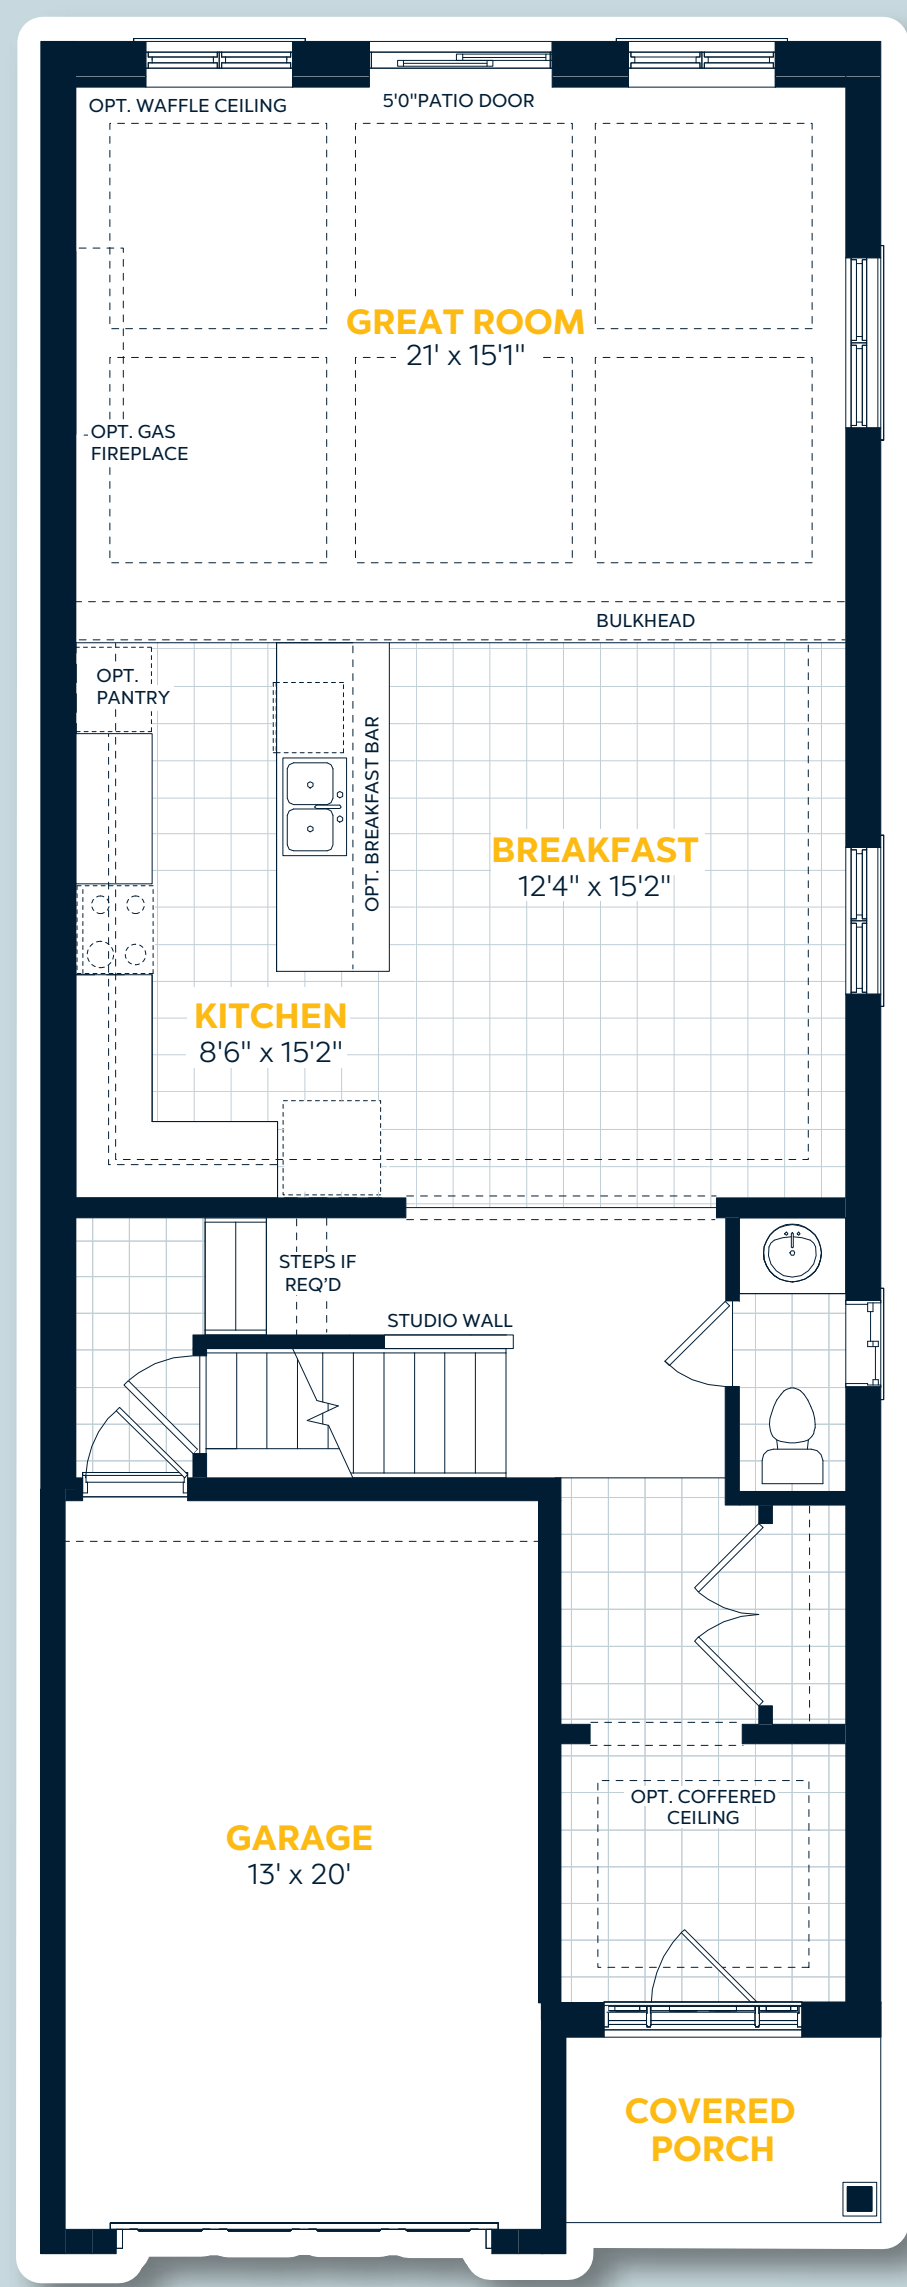 OPT. WAFFLE CEILING
5'0"PATIO DOOR
GREAT ROOM
21' x 15'1"
OPT. GAS
FIREPLACE
BULKHEAD
OPT.
PANTRY
OPT. BREAKFAST BAR
BREAKFAST
12'4" x 15'2"
KITCHEN
8'6" x 15'2"
STEPS IF
REQ'D
STUDIO WALL
OPT. COFFERED
CEILING
GARAGE
13' x 20'
COVERED
PORCH